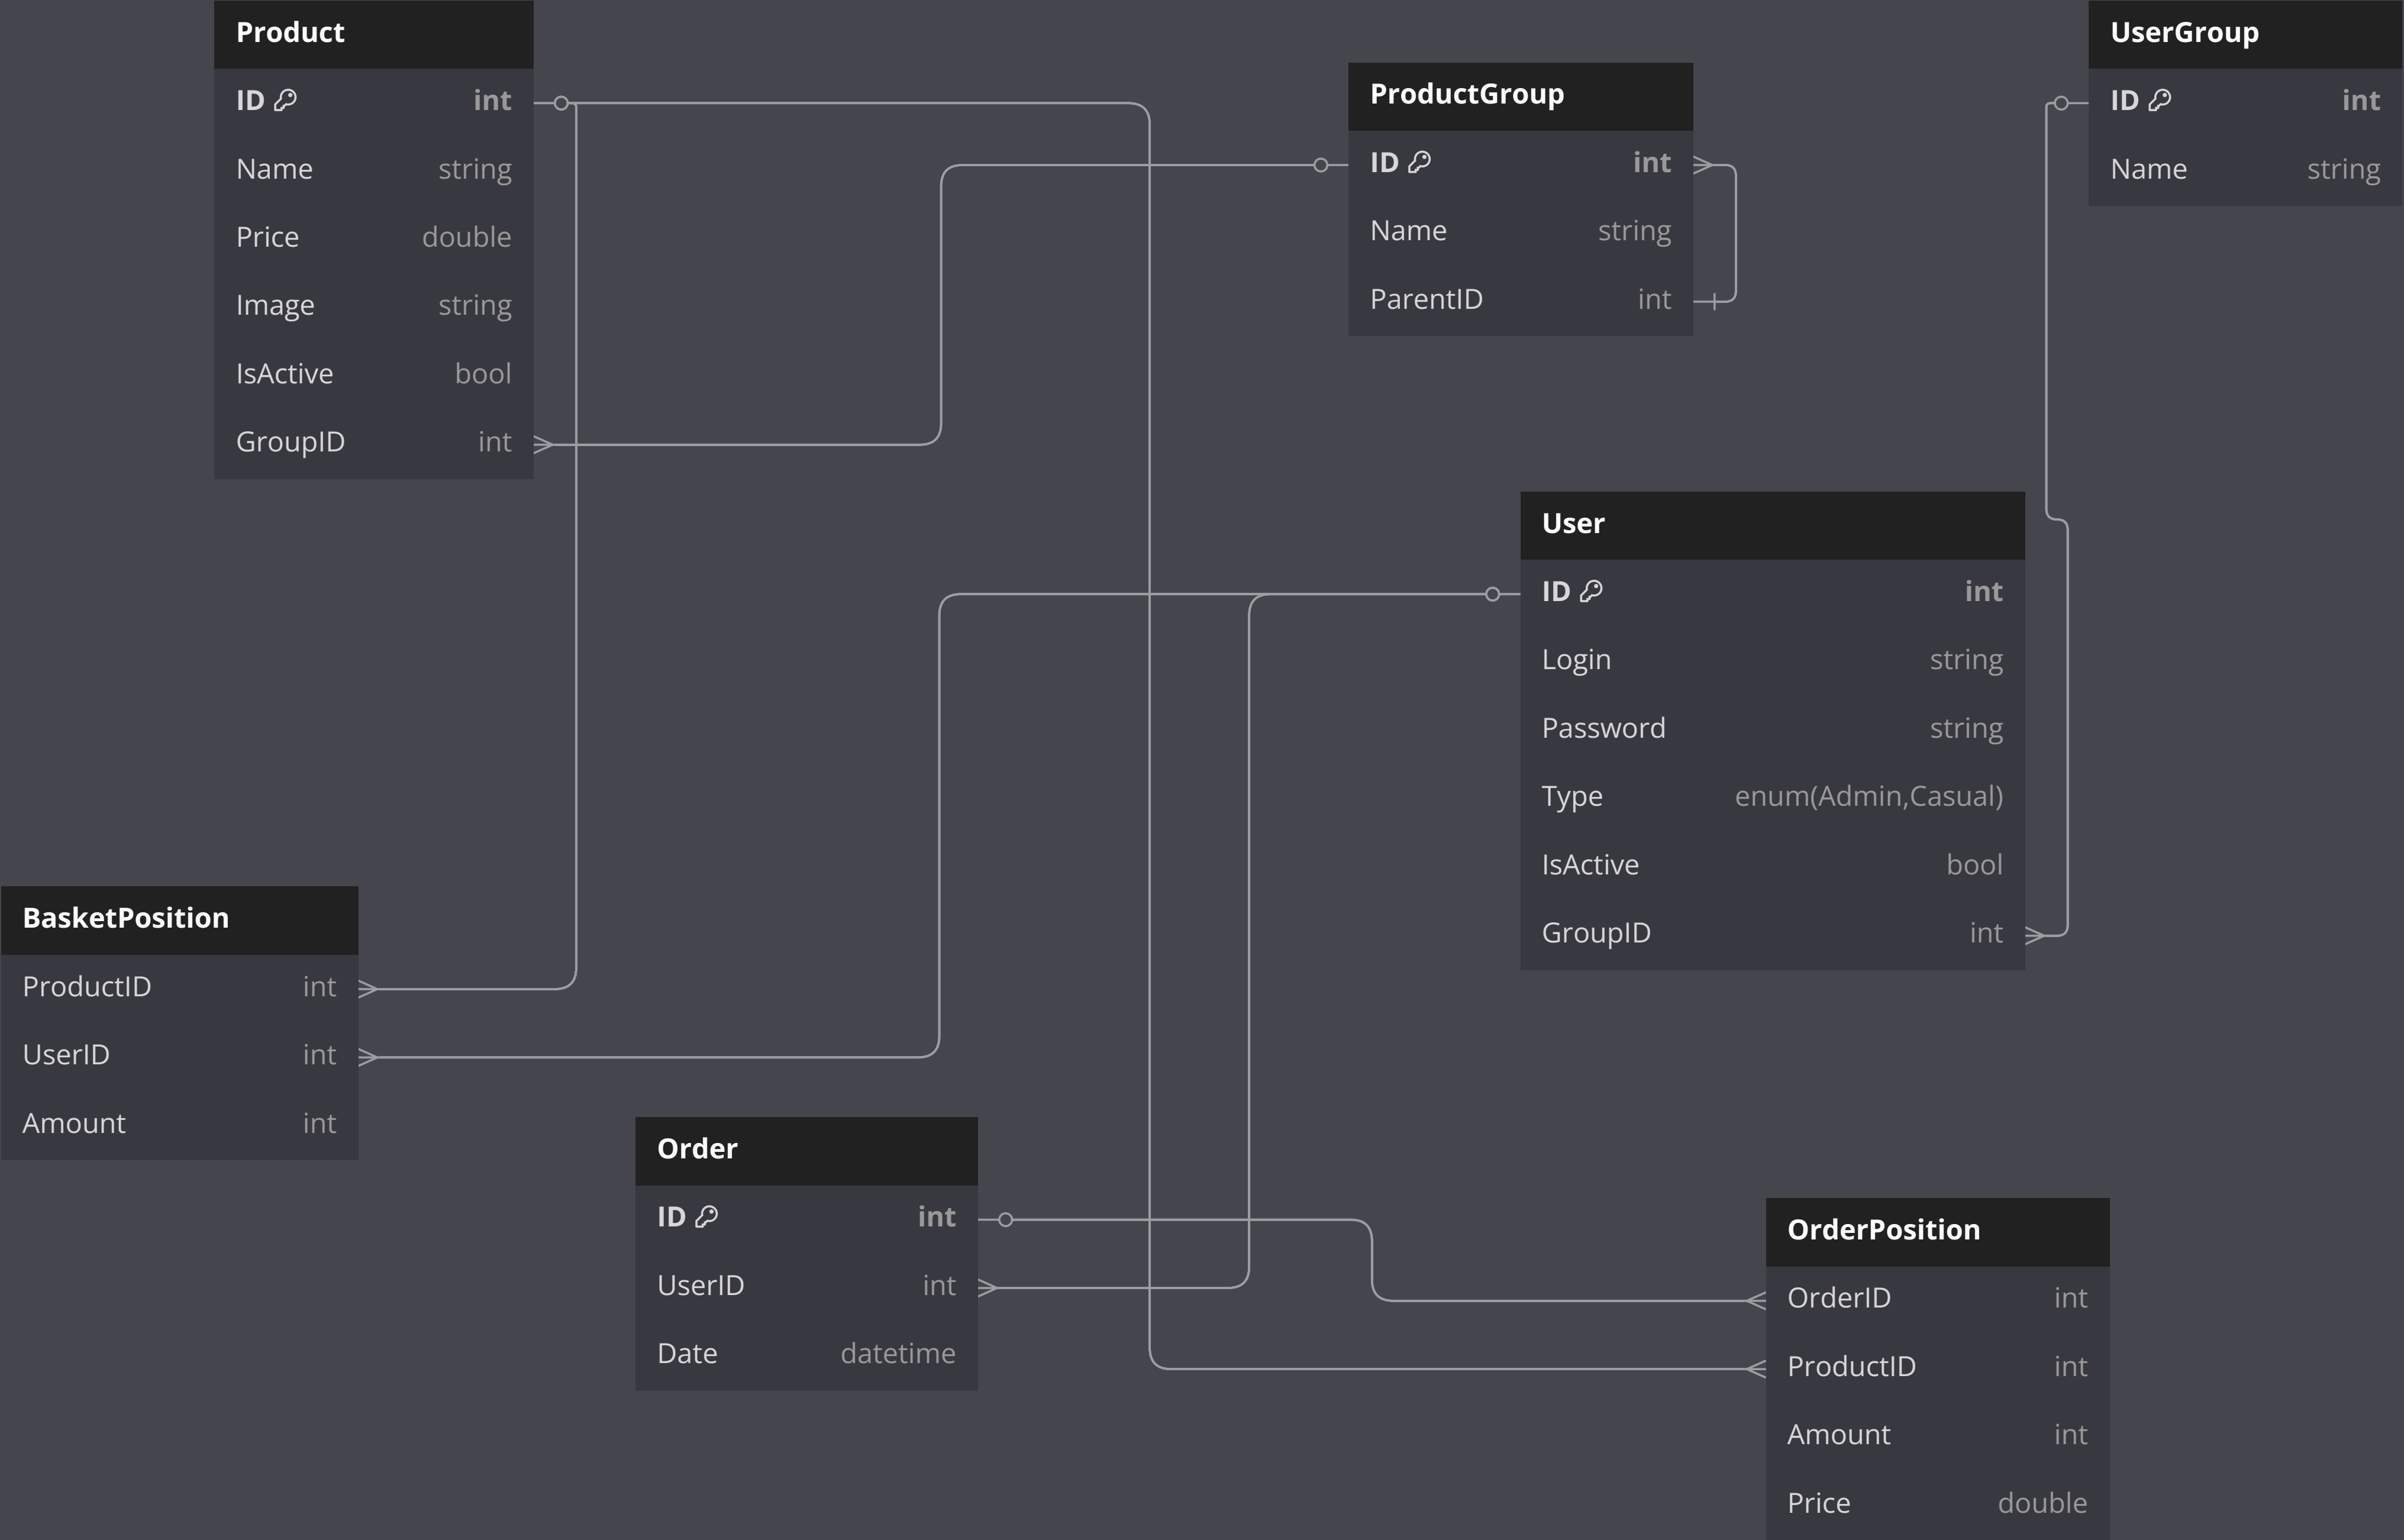 Product
ID int
Name string
Price double
Image string
IsActive bool
GroupID int
ProductGroup
ID int
Name string
ParentID int
UserGroup
ID int
Name string
User
ID int
Login string
Password string
Type enum(Admin,Casual)
IsActive bool
GroupID int
BasketPosition
ProductID int
UserID int
Amount int
Order
ID int
UserID int
Date datetime
OrderPosition
OrderID int
ProductID int
Amount int
Price double